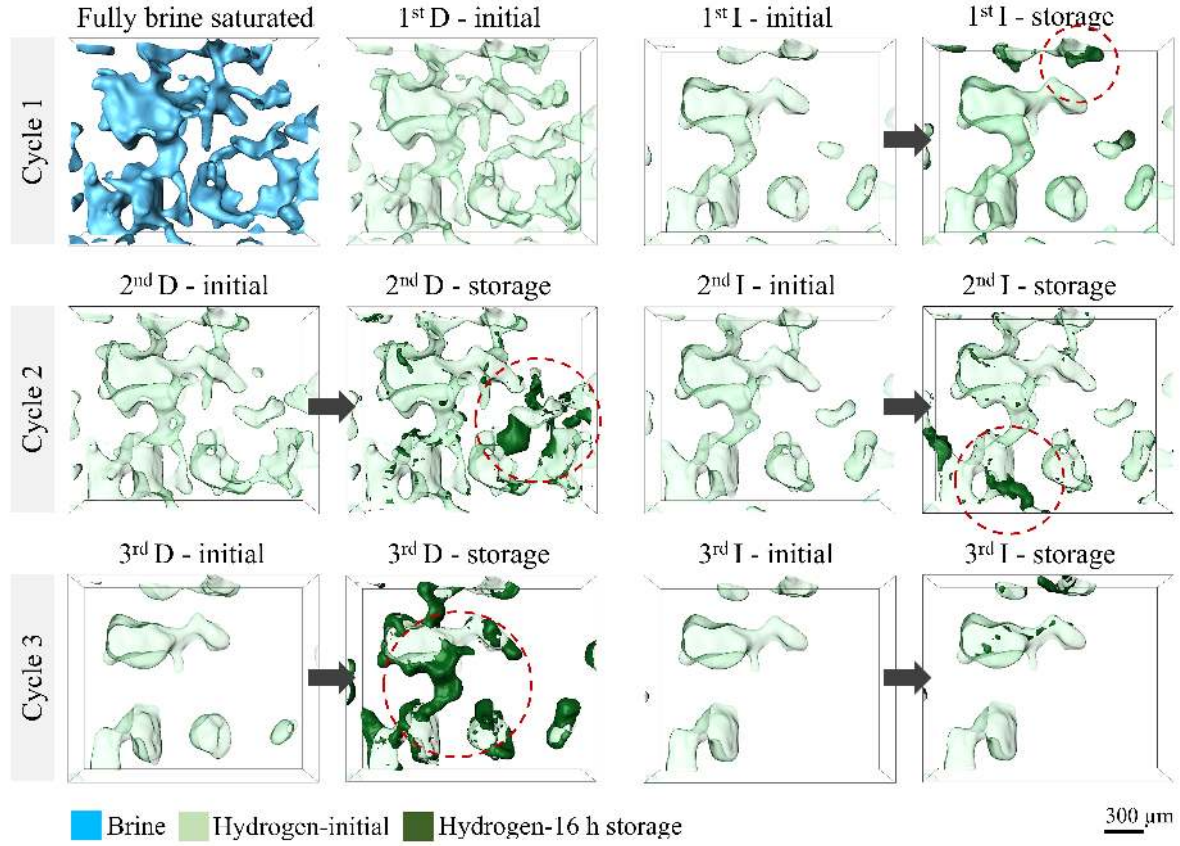 Fully brine saturated
1st D - initial
1st I - initial
1st I - storage
Cycle 1
2nd D - initial
2nd D - storage
2nd I - initial
2nd I - storage
Cycle 2
3rd D - initial
3rd D - storage
3rd I - initial
3rd I - storage
Cycle 3
Brine
Hydrogen-initial
Hydrogen-16 h storage
300 µm